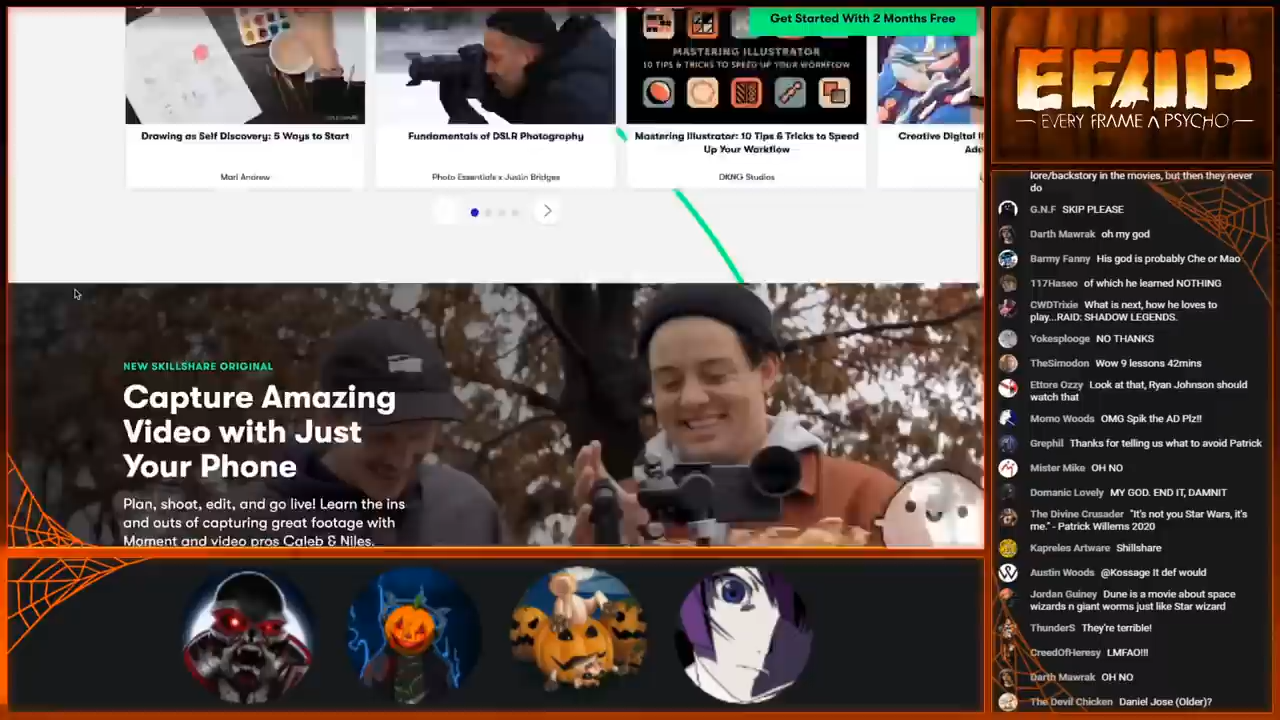 Get Started With 2 Months Free
MASTERING ILLUSTRATOR
10 TIPS & TRICKS TO SPEED UP YOUR WORKFLOW
Drawing as Self Discovery: 5 Ways to Start
Mari Andrew
Fundamentals of DSLR Photography
Photo Essentials x Justin Bridges
Mastering Illustrator: 10 Tips & Tricks to Speed
Up Your Workflow
DKNG Studios
Creative Digital
NEW SKILLSHARE ORIGINAL
Capture Amazing
Video with Just
Your Phone
Plan, shoot, edit, and go live! Learn the ins
and outs of capturing great footage with
Moment and video pros Caleb & Niles.
EFAP
EVERY FRAME A PSYCHO
lore/backstory in the movies, but then they never
do
G.N.F SKIP PLEASE
Darth Mawrak oh my god
Barmy Fanny His god is probably Che or Mao
117Haseo of which he learned NOTHING
CWDTrixie What is next, how he loves to
play...RAID: SHADOW LEGENDS.
Yokesplooge NO THANKS
TheSimodon Wow 9 lessons 42mins
Ettore Ozzy Look at that, Ryan Johnson should
watch that
Momo Woods OMG Spik the AD Plz!!
Grephil Thanks for telling us what to avoid Patrick
Mister Mike OH NO
Domanic Lovely MY GOD. END IT, DAMNIT
The Divine Crusader "It's not you Star Wars, it's
me." - Patrick Willems 2020
Kapreles Artware Shillshare
Austin Woods @Kossage It def would
Jordan Guiney Dune is a movie about space
wizards n giant worms just like Star wizard
ThunderS They're terrible!
CreedOfHeresy LMFAO!!!
Darth Mawrak OH NO
The Devil Chicken Daniel Jose (Older)?